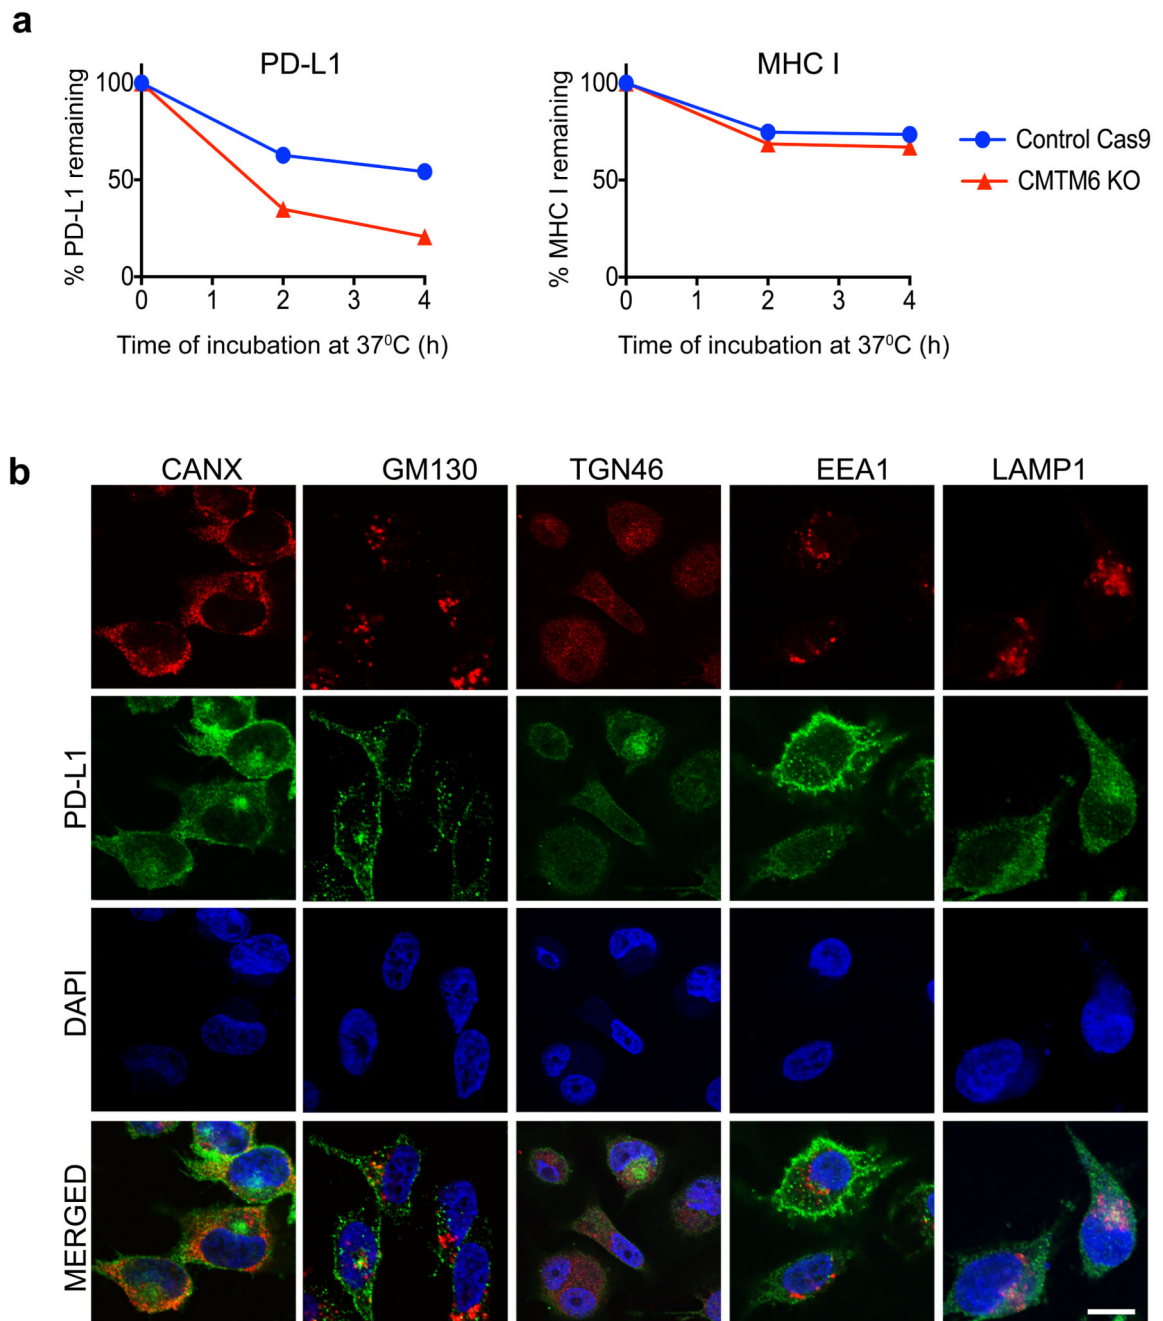 a
PD-L1
% PD-L1 remaining
100
50
0
0 1 2 3 4
Time of incubation at 37⁰C (h)
MHC I
% MHC I remaining
100
50
0
0 1 2 3 4
Time of incubation at 37⁰C (h)
Control Cas9
CMTM6 KO
b
CANX GM130 TGN46 EEA1 LAMP1
PD-L1
DAPI
MERGED